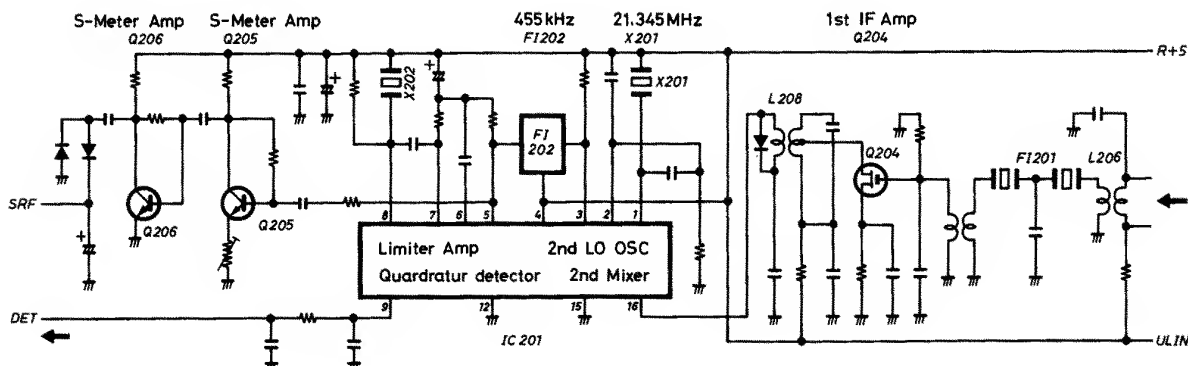 S-Meter Amp
Q206
S-Meter Amp
Q205
455kHz
FI202
21.345MHz
X201
1st IF Amp
Q204
R+5
X202
X201
L208
FI
202
Q204
FI201
L206
SRF
Q206
Q205
8
7
6
5
4
3
2
1
Limiter Amp
2nd LO OSC
Quardratur detector
2nd Mixer
9
12
15
16
DET
IC 201
ULIN